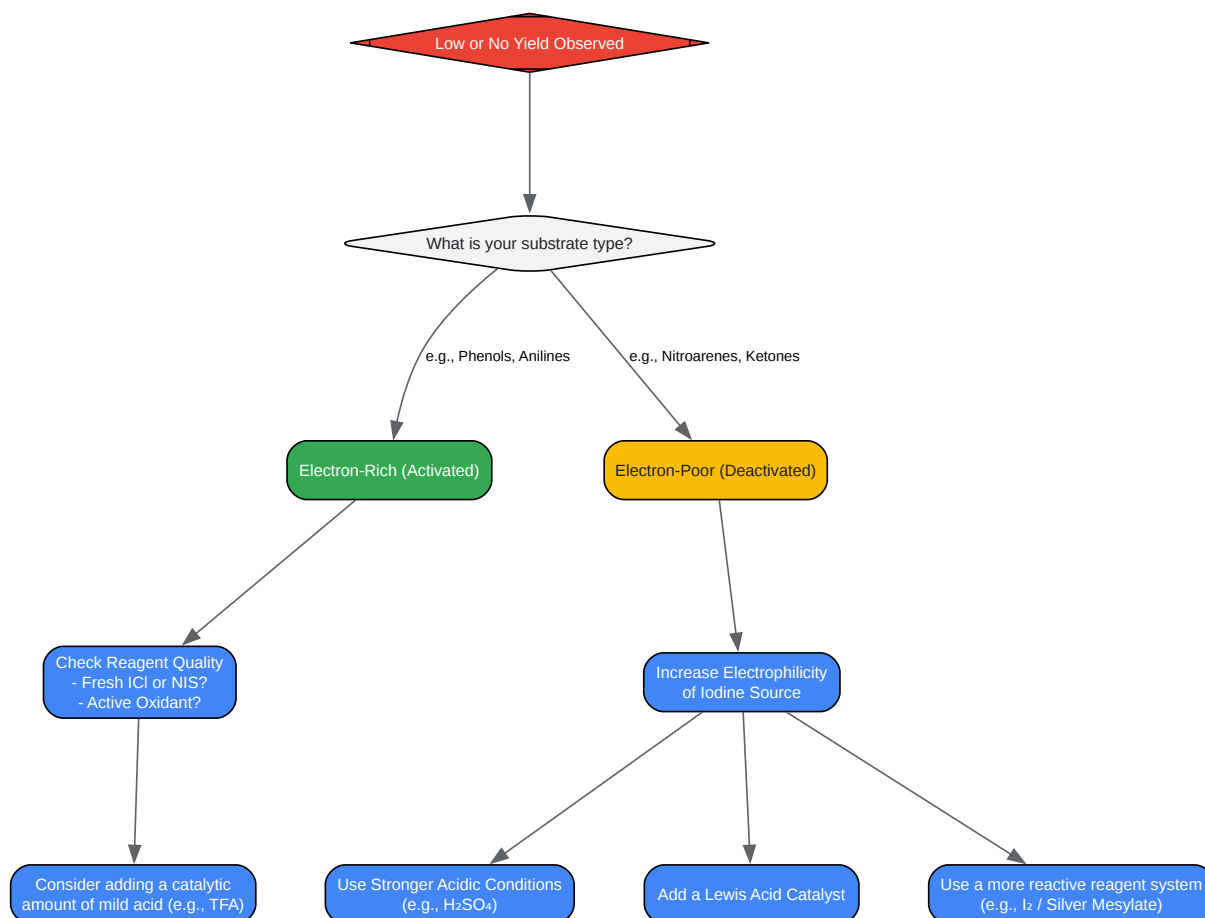 Low or No Yield Observed
What is your substrate type?
e.g., Phenols, Anilines
e.g., Nitroarenes, Ketones
Electron-Rich (Activated)
Electron-Poor (Deactivated)
Check Reagent Quality
- Fresh ICl or NIS?
- Active Oxidant?
Increase Electrophilicity
of Iodine Source
Consider adding a catalytic
amount of mild acid (e.g., TFA)
Use Stronger Acidic Conditions
(e.g., H₂SO₄)
Add a Lewis Acid Catalyst
Use a more reactive reagent system
(e.g., I₂ / Silver Mesylate)